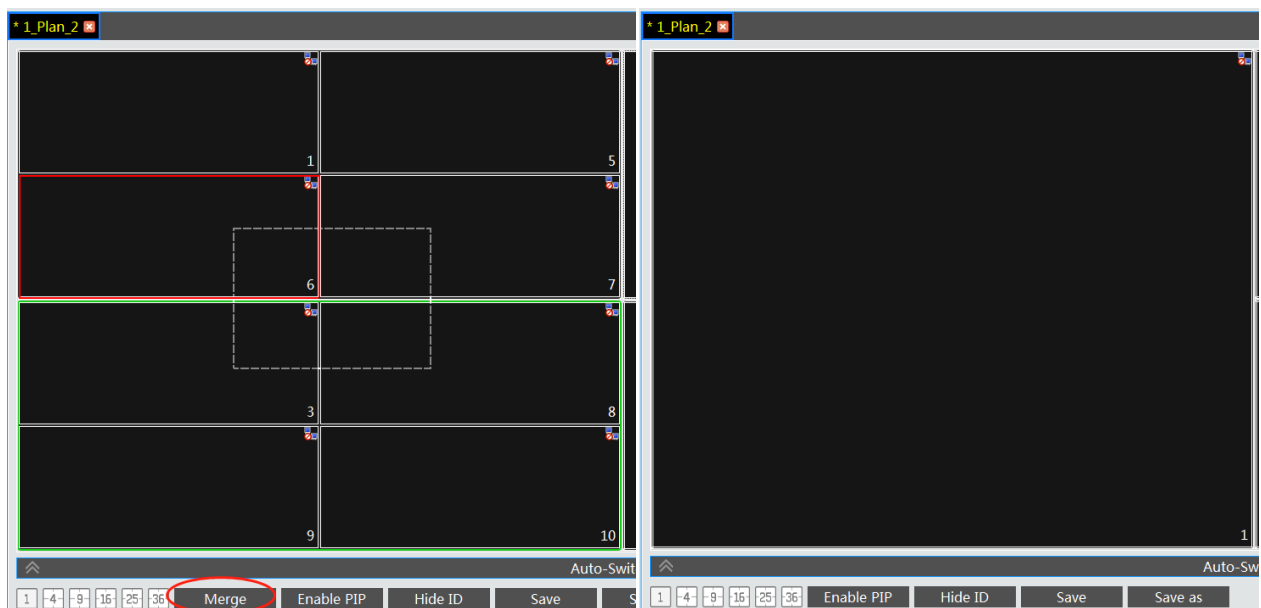 * 1_Plan_2
1 5
6 7
3 8
9 10
Auto-Swit
1 4 9 16 25 36 Merge Enable PIP Hide ID Save S
* 1_Plan_2
1
Auto-Sw
1 4 9 16 25 36 Enable PIP Hide ID Save Save as